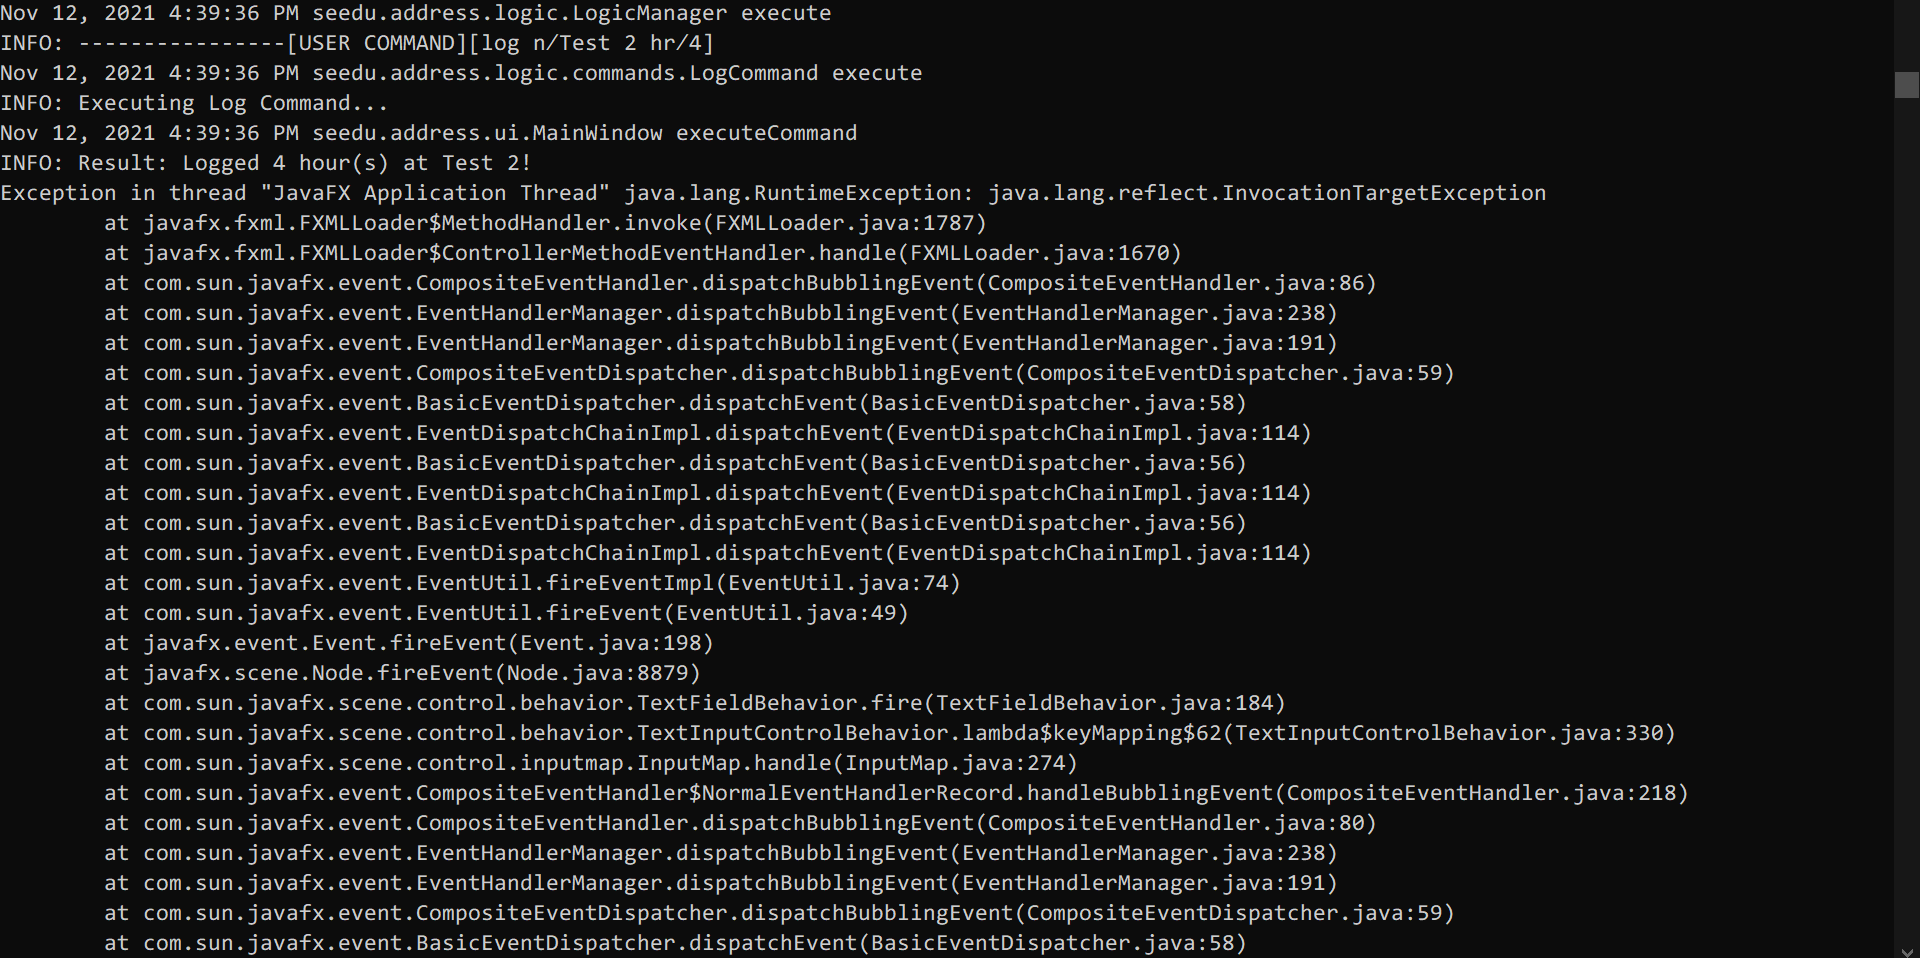 Nov 12, 2021 4:39:36 PM seedu.address.logic.LogicManager execute
INFO: ----------------[USER COMMAND][log n/Test 2 hr/4]
Nov 12, 2021 4:39:36 PM seedu.address.logic.commands.LogCommand execute
INFO: Executing Log Command...
Nov 12, 2021 4:39:36 PM seedu.address.ui.MainWindow executeCommand
INFO: Result: Logged 4 hour(s) at Test 2!
Exception in thread "JavaFX Application Thread" java.lang.RuntimeException: java.lang.reflect.InvocationTargetException
        at javafx.fxml.FXMLLoader$MethodHandler.invoke(FXMLLoader.java:1787)
        at javafx.fxml.FXMLLoader$ControllerMethodEventHandler.handle(FXMLLoader.java:1670)
        at com.sun.javafx.event.CompositeEventHandler.dispatchBubblingEvent(CompositeEventHandler.java:86)
        at com.sun.javafx.event.EventHandlerManager.dispatchBubblingEvent(EventHandlerManager.java:238)
        at com.sun.javafx.event.EventHandlerManager.dispatchBubblingEvent(EventHandlerManager.java:191)
        at com.sun.javafx.event.CompositeEventDispatcher.dispatchBubblingEvent(CompositeEventDispatcher.java:59)
        at com.sun.javafx.event.BasicEventDispatcher.dispatchEvent(BasicEventDispatcher.java:58)
        at com.sun.javafx.event.EventDispatchChainImpl.dispatchEvent(EventDispatchChainImpl.java:114)
        at com.sun.javafx.event.BasicEventDispatcher.dispatchEvent(BasicEventDispatcher.java:56)
        at com.sun.javafx.event.EventDispatchChainImpl.dispatchEvent(EventDispatchChainImpl.java:114)
        at com.sun.javafx.event.BasicEventDispatcher.dispatchEvent(BasicEventDispatcher.java:56)
        at com.sun.javafx.event.EventDispatchChainImpl.dispatchEvent(EventDispatchChainImpl.java:114)
        at com.sun.javafx.event.EventUtil.fireEventImpl(EventUtil.java:74)
        at com.sun.javafx.event.EventUtil.fireEvent(EventUtil.java:49)
        at javafx.event.Event.fireEvent(Event.java:198)
        at javafx.scene.Node.fireEvent(Node.java:8879)
        at com.sun.javafx.scene.control.behavior.TextFieldBehavior.fire(TextFieldBehavior.java:184)
        at com.sun.javafx.scene.control.behavior.TextInputControlBehavior.lambda$keyMapping$62(TextInputControlBehavior.java:330)
        at com.sun.javafx.scene.control.inputmap.InputMap.handle(InputMap.java:274)
        at com.sun.javafx.event.CompositeEventHandler$NormalEventHandlerRecord.handleBubblingEvent(CompositeEventHandler.java:218)
        at com.sun.javafx.event.CompositeEventHandler.dispatchBubblingEvent(CompositeEventHandler.java:80)
        at com.sun.javafx.event.EventHandlerManager.dispatchBubblingEvent(EventHandlerManager.java:238)
        at com.sun.javafx.event.EventHandlerManager.dispatchBubblingEvent(EventHandlerManager.java:191)
        at com.sun.javafx.event.CompositeEventDispatcher.dispatchBubblingEvent(CompositeEventDispatcher.java:59)
        at com.sun.javafx.event.BasicEventDispatcher.dispatchEvent(BasicEventDispatcher.java:58)